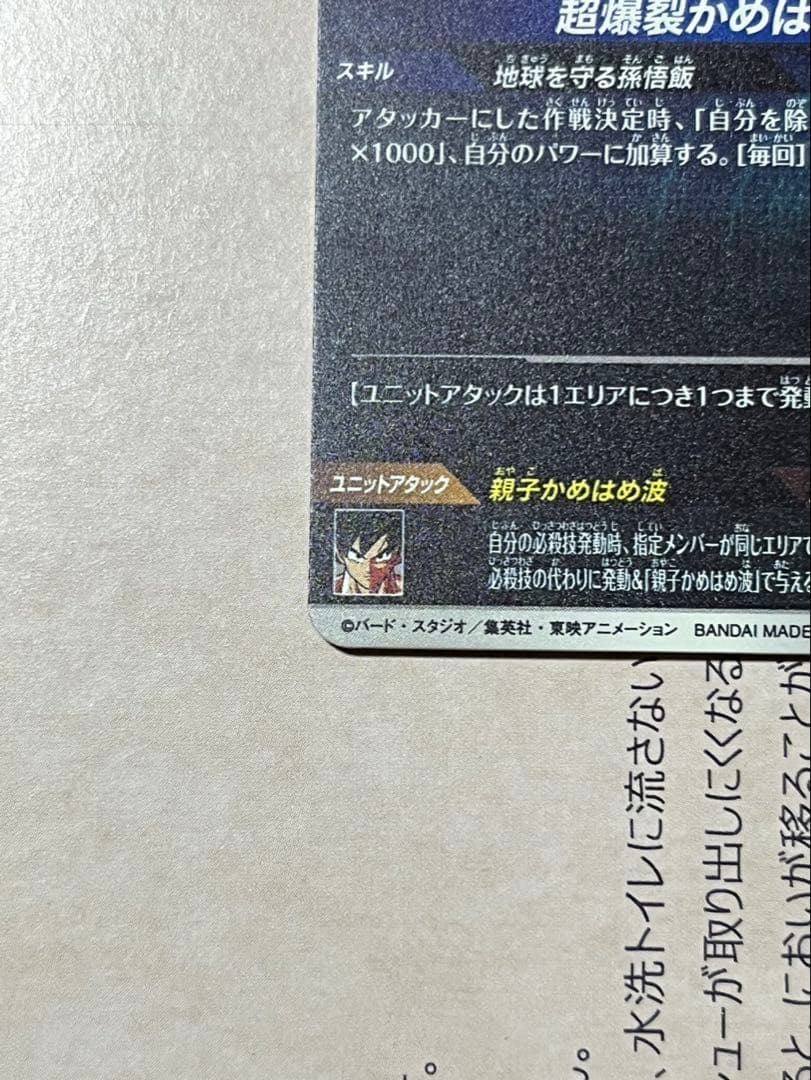 超爆裂かめは
スキル
地球を守る孫悟飯
アタッカーにした作戦決定時、「自分を除
×1000」、自分のパワーに加算する。[毎回]
【ユニットアタックは1エリアにつき1つまで発動
ユニットアタック
親子かめはめ波
自分の必殺技発動時、指定メンバーが同じエリアで
必殺技の代わりに発動&「親子かめはめ波」で与える
©バード・スタジオ／集英社・東映アニメーション BANDAI MADE
、水洗トイレに流さない
シューが取り出しにくくなる
ると、においが移ることが